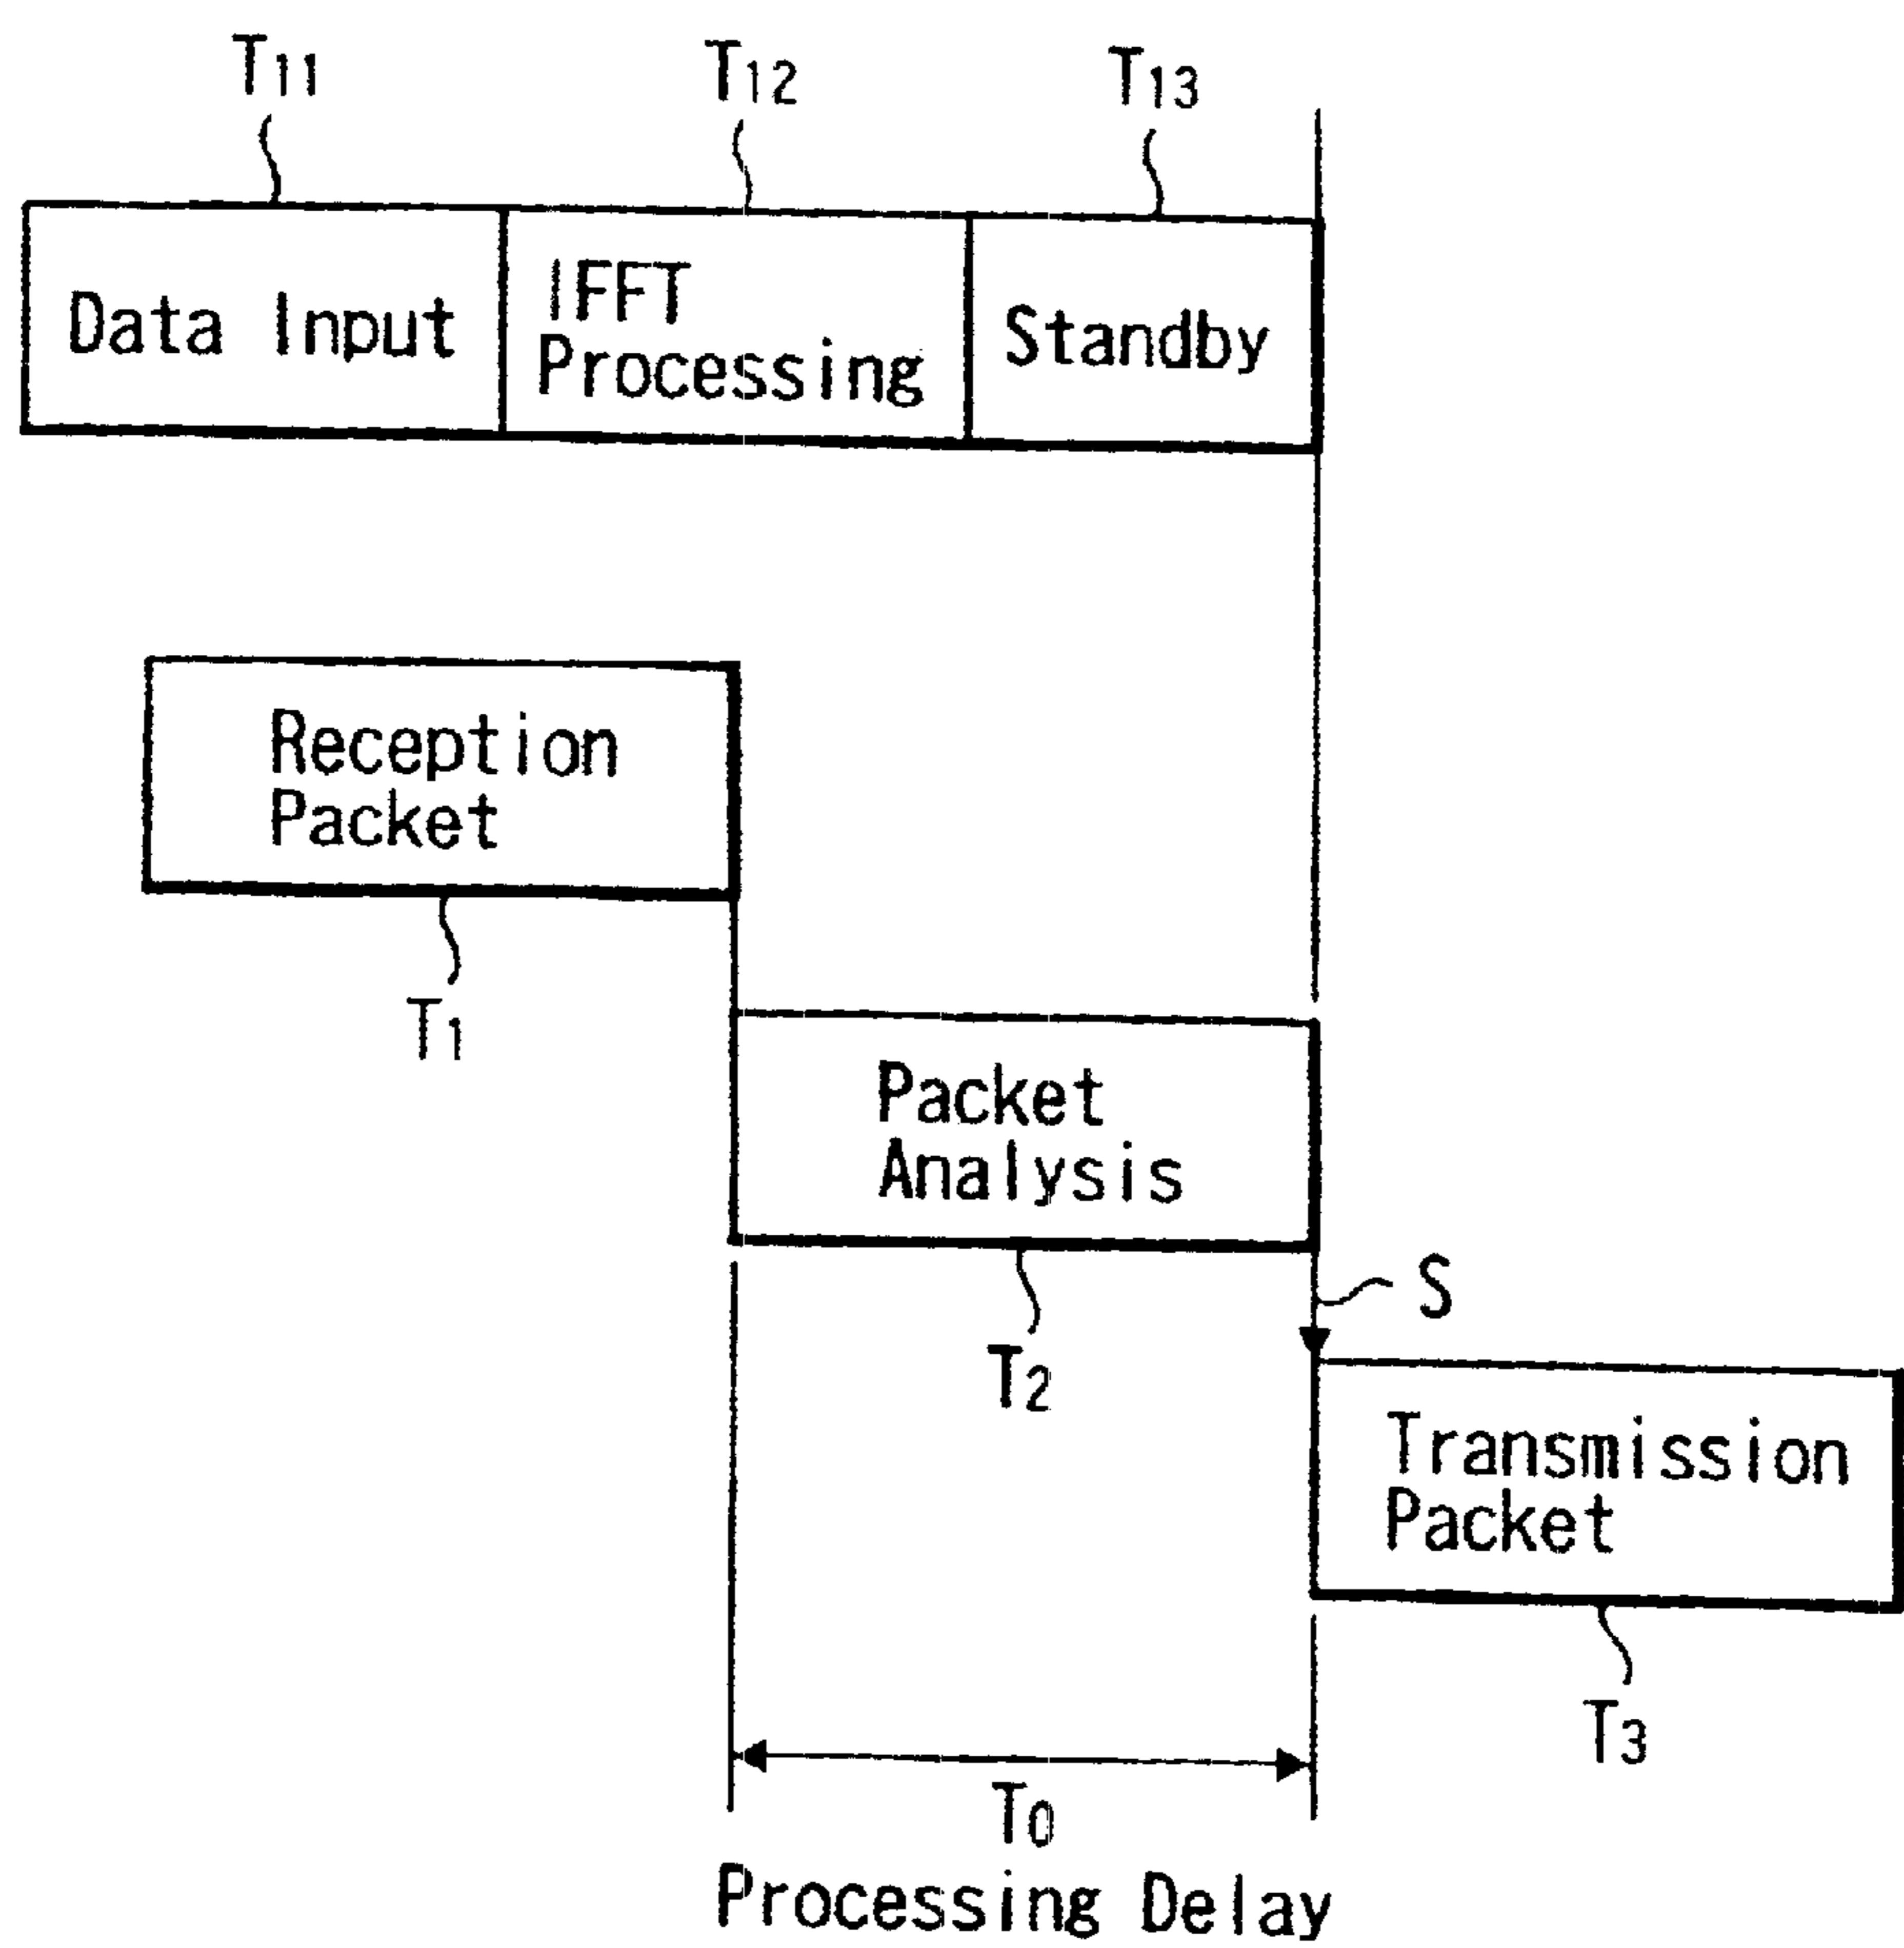 T11 T12 T13
Data Input
IFFT
Processing
Standby
Reception
Packet
T1
Packet
Analysis
S
T2
Transmission
Packet
T3
T0
Processing Delay